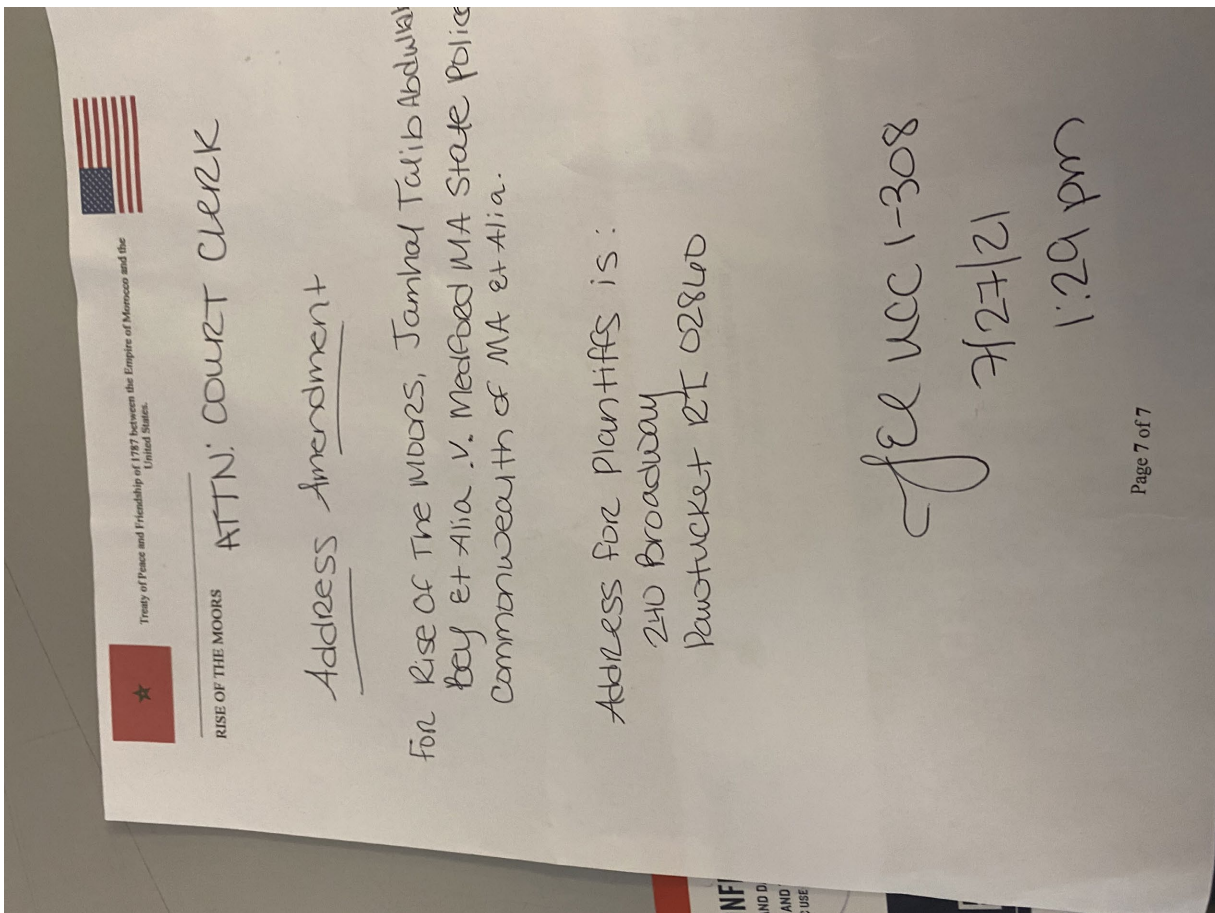 Treaty of Peace and Friendship of 1787 between the Empire of Morocco and the
United States.
RISE OF THE MOORS
ATTN: COURT CLERK
Address Amendment
For Rise Of The Moors, Jamhal Talib
Bey Et Alia .V. Medford MA State Police
Commonwealth of MA Et Alia.
Address for Plantiffs is:
240 Broadway
Pawtucket RI 02860
UCC 1-308
7/27/21
1:29 pm
Page 7 of 7
AND
USE